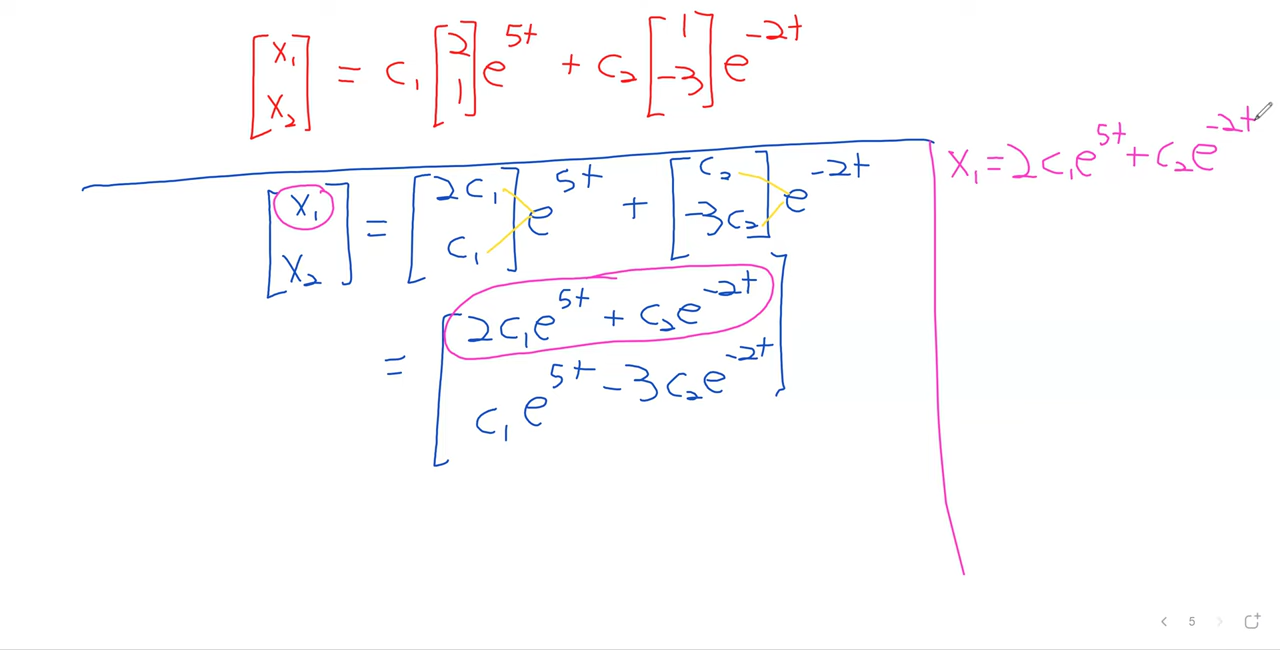 [x₁ x₂] = c₁ [2 1] e^5t + c₂ [1 -3] e^-2t
[x₁ x₂] = [2c₁ c₁] e^5t + [c₂ -3c₂] e^-2t
= [2c₁e^5t + c₂e^-2t
c₁e^5t - 3c₂e^-2t]
x₁ = 2c₁e^5t + c₂e^-2t
< 5 >